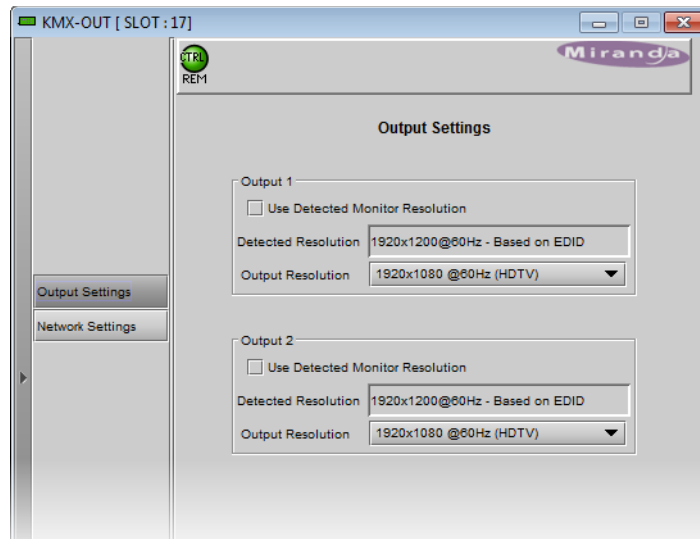 KMX-OUT [ SLOT : 17]
CTRL
REM
Miranda
Output Settings
Output 1
Use Detected Monitor Resolution
Detected Resolution 1920x1200@60Hz - Based on EDID
Output Resolution 1920x1080 @60Hz (HDTV)
Output Settings
Network Settings
Output 2
Use Detected Monitor Resolution
Detected Resolution 1920x1200@60Hz - Based on EDID
Output Resolution 1920x1080 @60Hz (HDTV)